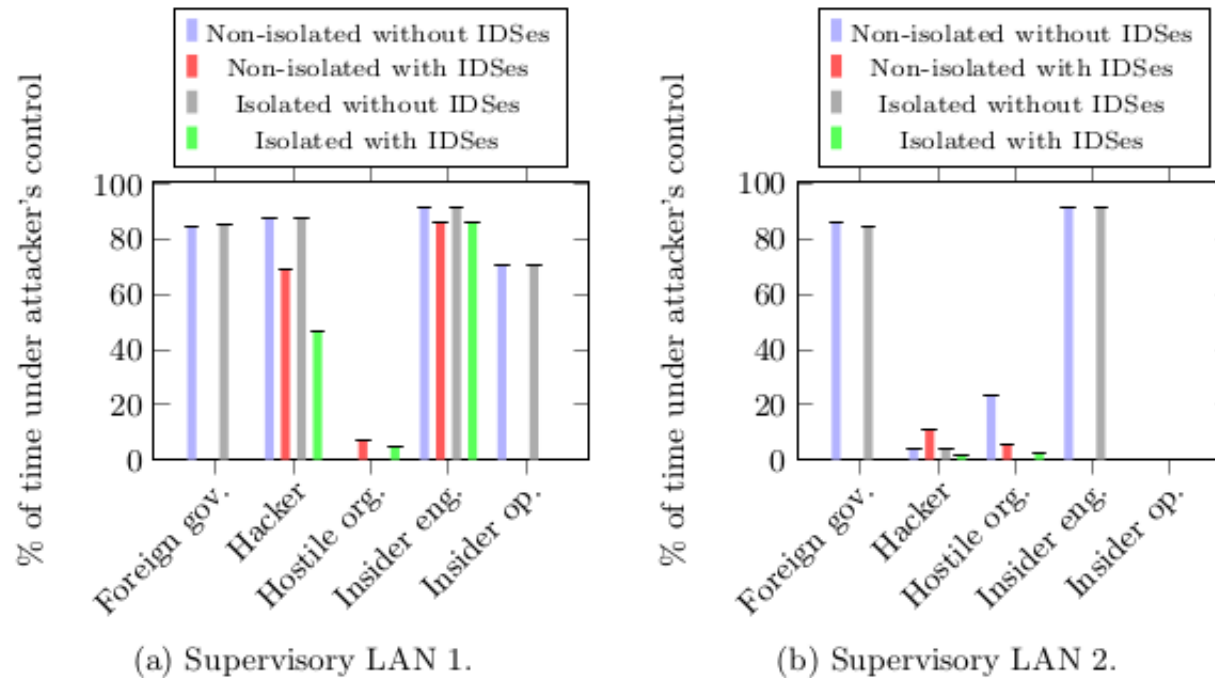 Non-isolated without IDSes
Non-isolated with IDSes
Isolated without IDSes
Isolated with IDSes
% of time under attacker's control
100
80
60
40
20
0
Foreign gov.
Hacker
Hostile org.
Insider eng.
Insider op.
(a) Supervisory LAN 1.
Non-isolated without IDSes
Non-isolated with IDSes
Isolated without IDSes
Isolated with IDSes
% of time under attacker's control
100
80
60
40
20
0
Foreign gov.
Hacker
Hostile org.
Insider eng.
Insider op.
(b) Supervisory LAN 2.